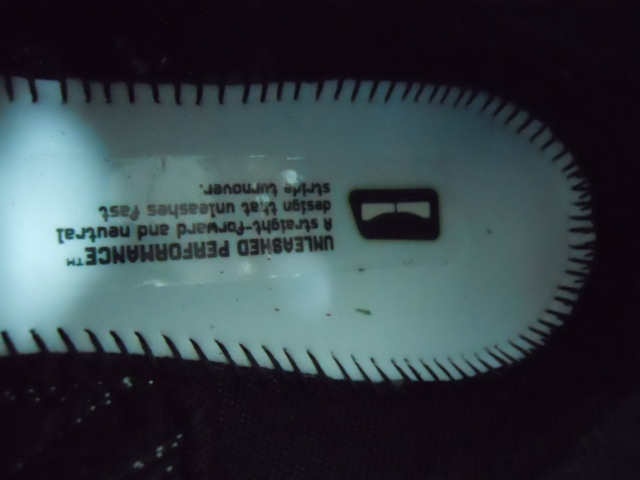 UNLEASHED PERFORMANCE™
A straight-forward and neutral
design that unleashes fast
stride turnover.